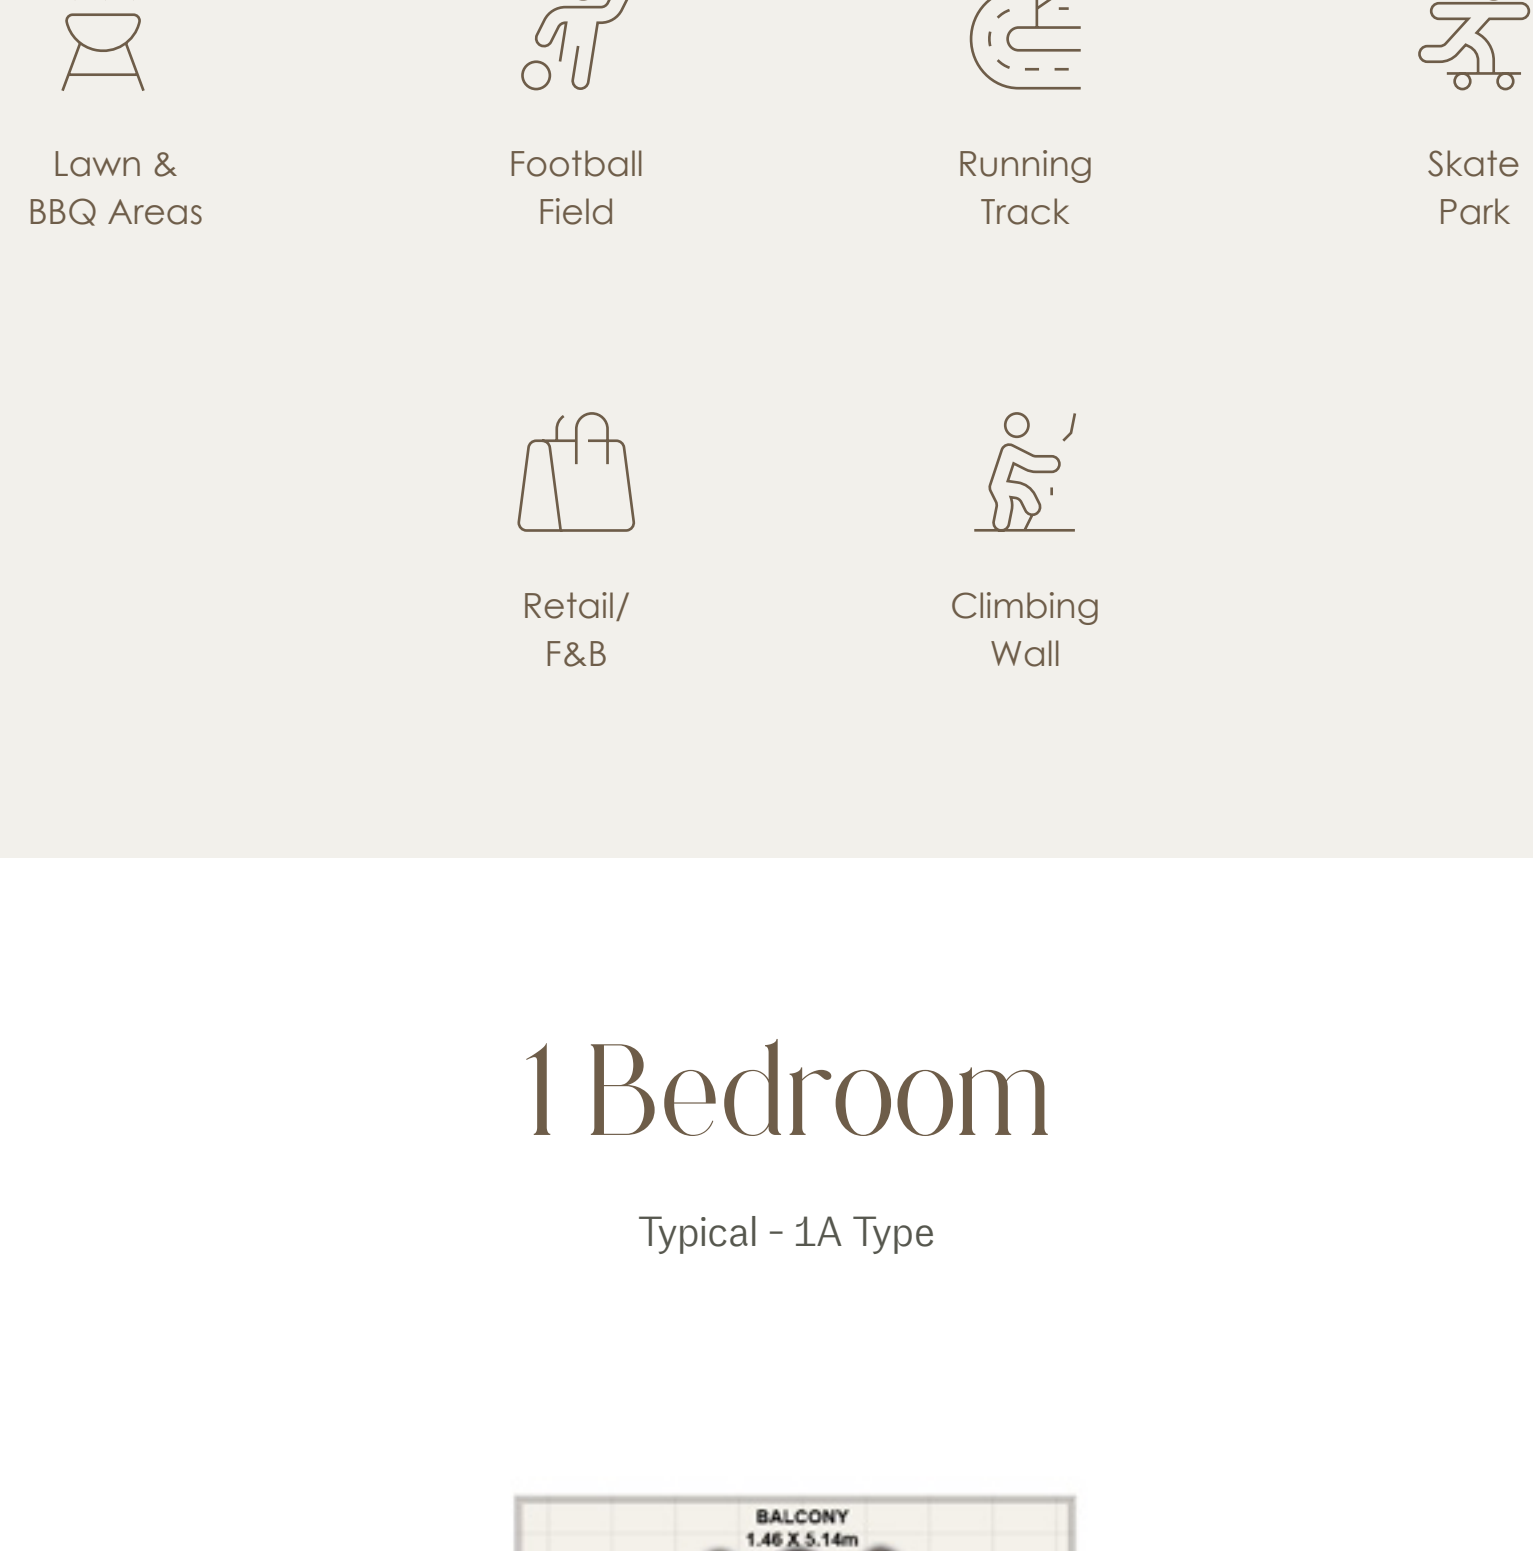 Lawn &
BBQ Areas
Football
Field
Running
Track
Skate
Park
Retail/
F&B
Climbing
Wall
1 Bedroom
Typical - 1A Type
BALCONY
1.46 X 5.14m